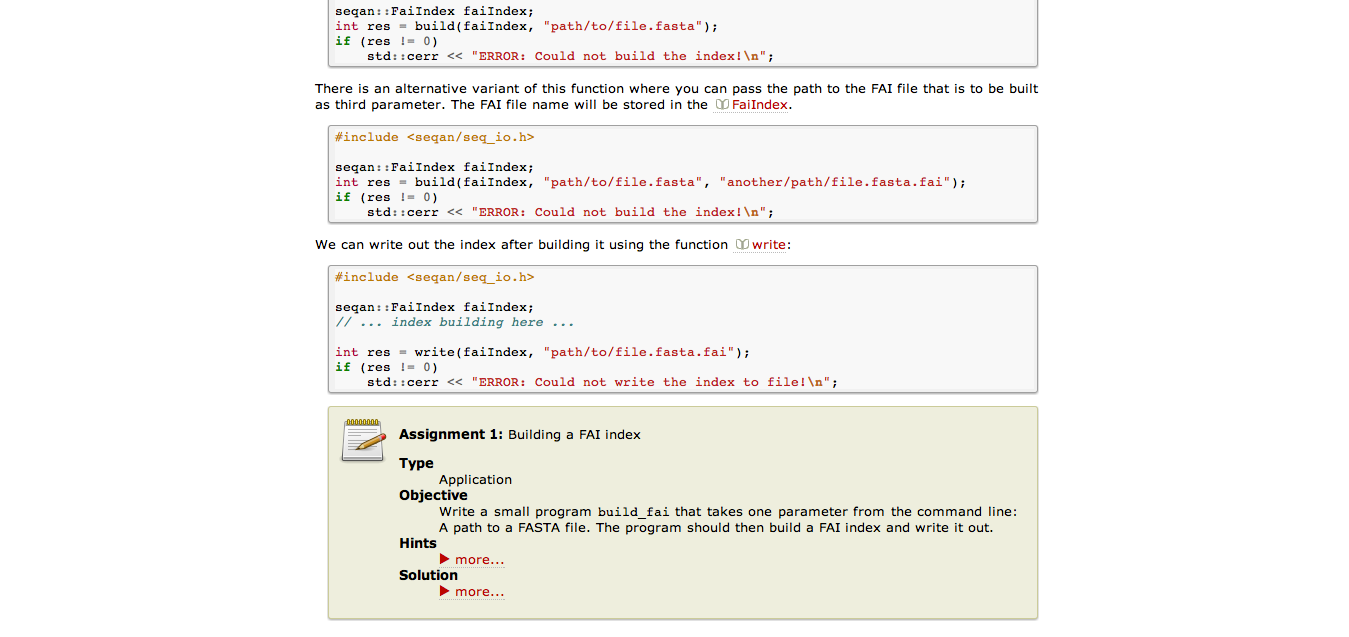 seqan::FaiIndex faiIndex;
int res = build(faiIndex, "path/to/file.fasta");
if (res != 0)
    std::cerr << "ERROR: Could not build the index!\n";
There is an alternative variant of this function where you can pass the path to the FAI file that is to be built
as third parameter. The FAI file name will be stored in the FaiIndex.
#include <seqan/seq_io.h>
seqan::FaiIndex faiIndex;
int res = build(faiIndex, "path/to/file.fasta", "another/path/file.fasta.fai");
if (res != 0)
    std::cerr << "ERROR: Could not build the index!\n";
We can write out the index after building it using the function write:
#include <seqan/seq_io.h>
seqan::FaiIndex faiIndex;
// ... index building here ...
int res = write(faiIndex, "path/to/file.fasta.fai");
if (res != 0)
    std::cerr << "ERROR: Could not write the index to file!\n";
Assignment 1: Building a FAI index
Type
Application
Objective
Write a small program build_fai that takes one parameter from the command line:
A path to a FASTA file. The program should then build a FAI index and write it out.
Hints
more...
Solution
more...